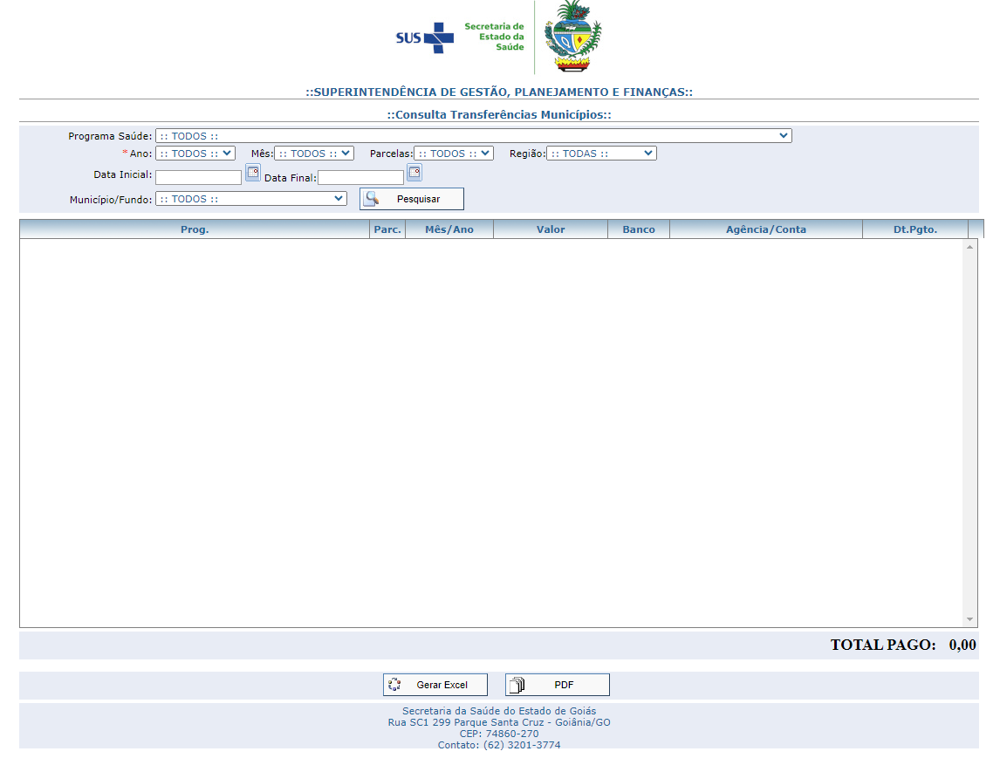 SUS
Secretaria de
Estado da
Saúde
::SUPERINTENDÊNCIA DE GESTÃO, PLANEJAMENTO E FINANÇAS::
::Consulta Transferências Municípios::
Programa Saúde: :: TODOS ::
*Ano: :: TODOS :: Mês: :: TODOS :: Parcelas: :: TODOS :: Região: :: TODAS ::
Data Inicial: Data Final:
Município/Fundo: :: TODOS :: Pesquisar
Prog. Parc. Mês/Ano Valor Banco Agência/Conta Dt.Pgto.
TOTAL PAGO: 0,00
Gerar Excel PDF
Secretaria da Saúde do Estado de Goiás
Rua SC1 299 Parque Santa Cruz - Goiânia/GO
CEP: 74860-270
Contato: (62) 3201-3774